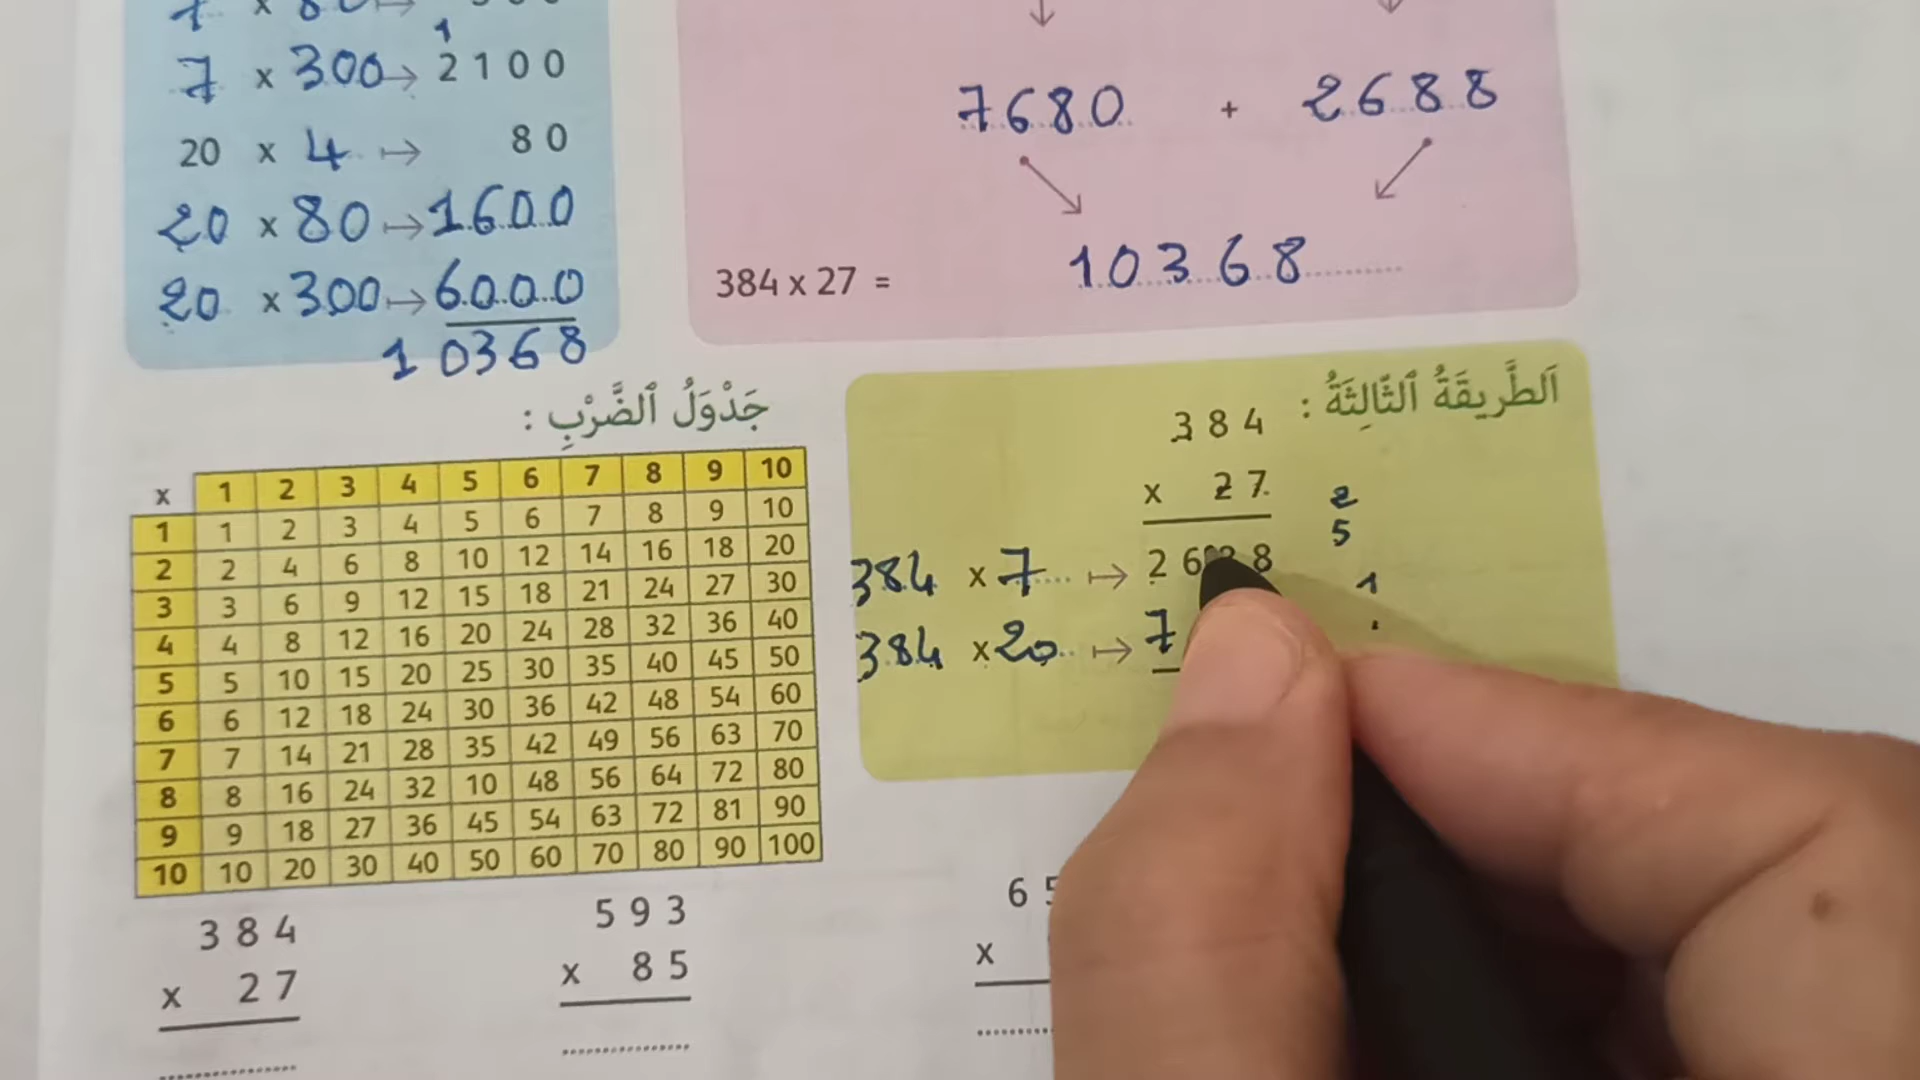 7 x 80 →
1
7 x 300 → 2100
20 x 4 → 80
20 x 80 → 1600
20 x 300 → 6000
10368
7680 + 2688
384 x 27 = 10368
جَدْوَلُ ٱلضَّرْبِ :
x 1 2 3 4 5 6 7 8 9 10
1 1 2 3 4 5 6 7 8 9 10
2 2 4 6 8 10 12 14 16 18 20
3 3 6 9 12 15 18 21 24 27 30
4 4 8 12 16 20 24 28 32 36 40
5 5 10 15 20 25 30 35 40 45 50
6 6 12 18 24 30 36 42 48 54 60
7 7 14 21 28 35 42 49 56 63 70
8 8 16 24 32 10 48 56 64 72 80
9 9 18 27 36 45 54 63 72 81 90
10 10 20 30 40 50 60 70 80 90 100
اَلطَّرِيقَةُ ٱلثَّالِثَةُ :
384
x 27
2
5
384 x 7 → 2688
1
384 x 20 → 7
384
x 27
593
x 85
6
x